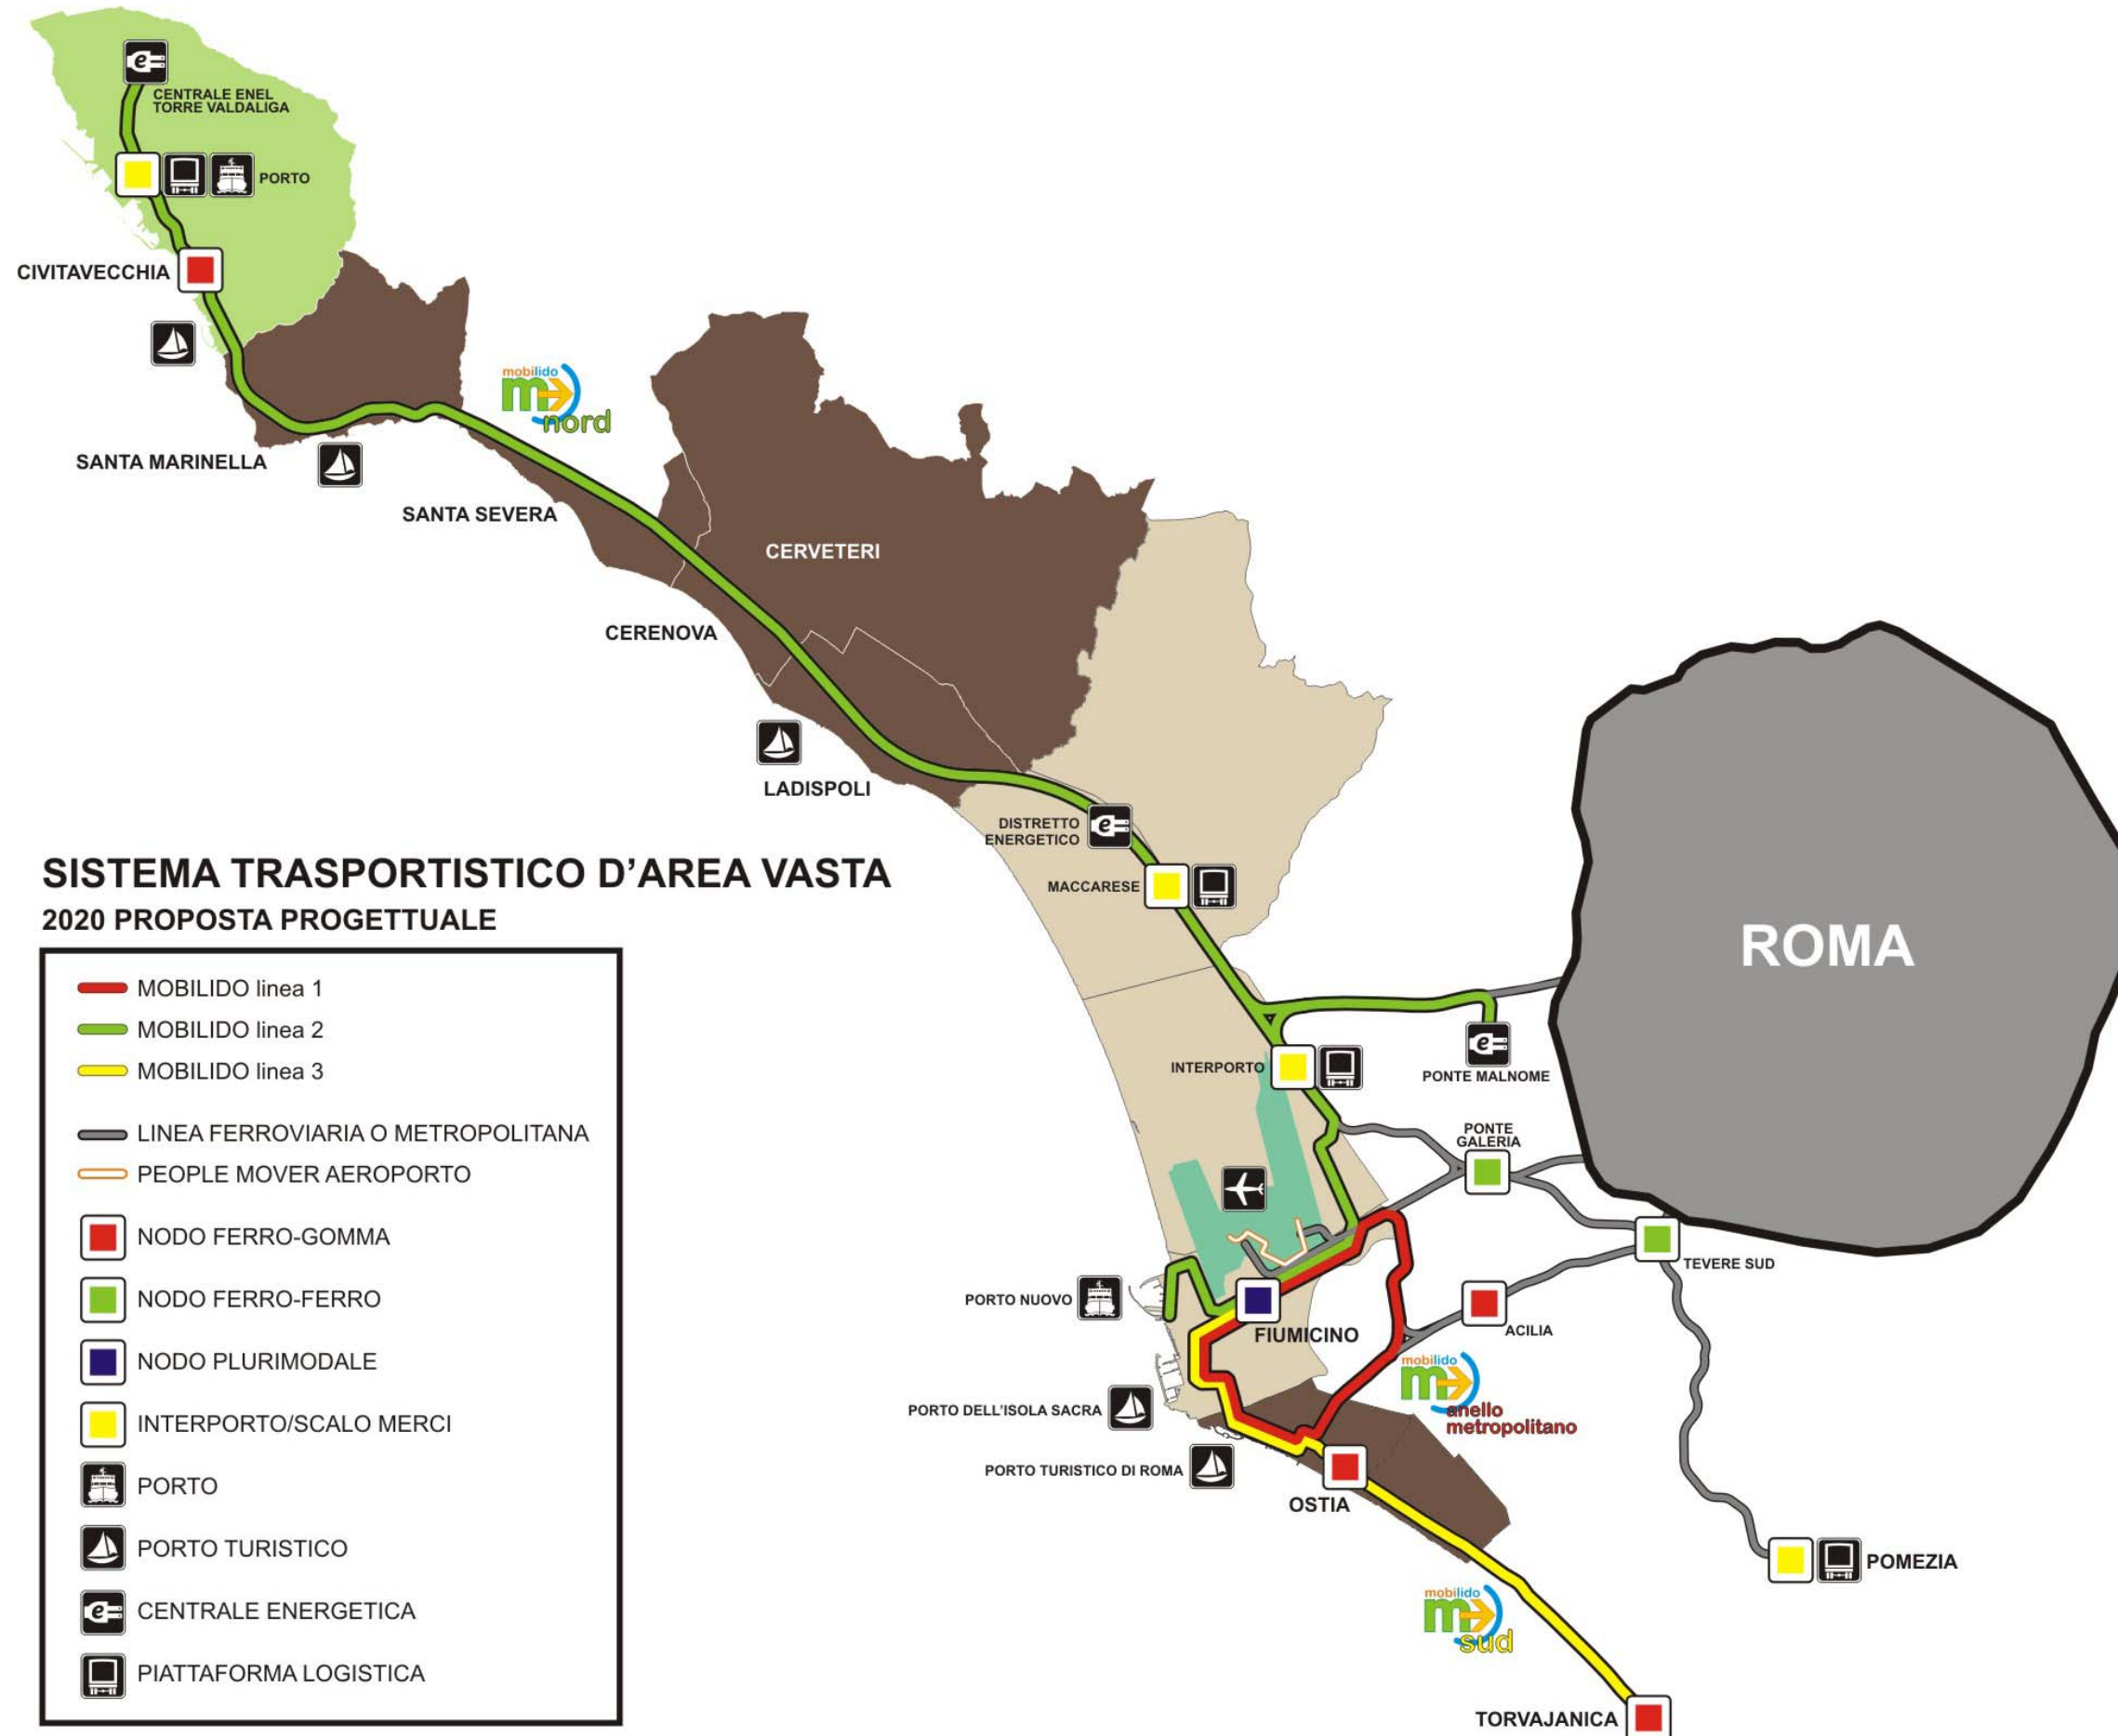 CENTRALE ENEL
TORRE VALDALIGA
PORTO
CIVITAVECCHIA
mobilido
m
nord
SANTA MARINELLA
SANTA SEVERA
CERVETERI
CERENOVA
LADISPOLI
DISTRETTO
ENERGETICO
MACCARESE
ROMA
INTERPORTO
PONTE MALNOME
PONTE
GALERIA
TEVERE SUD
PORTO NUOVO
FIUMICINO
ACILIA
mobilido
m
anello
metropolitano
PORTO DELL'ISOLA SACRA
PORTO TURISTICO DI ROMA
OSTIA
POMEZIA
mobilido
m
sud
TORVAJANICA
SISTEMA TRASPORTISTICO D'AREA VASTA
2020 PROPOSTA PROGETTUALE
MOBILIDO linea 1
MOBILIDO linea 2
MOBILIDO linea 3
LINEA FERROVIARIA O METROPOLITANA
PEOPLE MOVER AEROPORTO
NODO FERRO-GOMMA
NODO FERRO-FERRO
NODO PLURIMODALE
INTERPORTO/SCALO MERCI
PORTO
PORTO TURISTICO
e CENTRALE ENERGETICA
PIATTAFORMA LOGISTICA